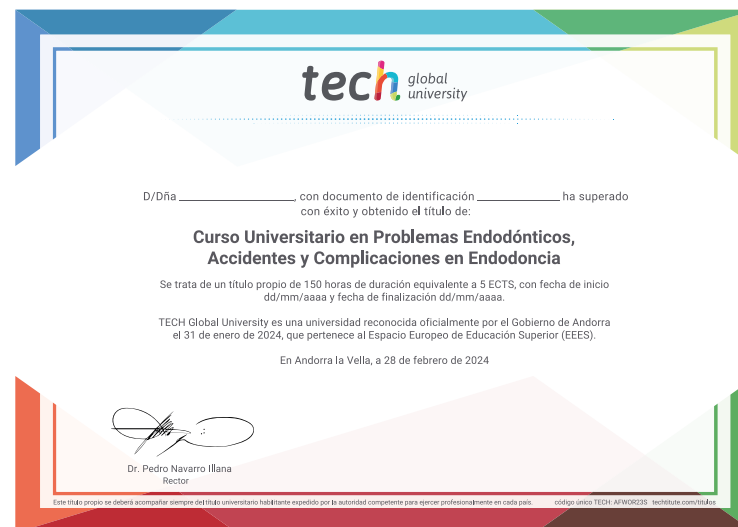 tech global
university
D/Dña , con documento de identificación ha superado
con éxito y obtenido el título de:
Curso Universitario en Problemas Endodónticos,
Accidentes y Complicaciones en Endodoncia
Se trata de un título propio de 150 horas de duración equivalente a 5 ECTS, con fecha de inicio
dd/mm/aaaa y fecha de finalización dd/mm/aaaa.
TECH Global University es una universidad reconocida oficialmente por el Gobierno de Andorra
el 31 de enero de 2024, que pertenece al Espacio Europeo de Educación Superior (EEES).
En Andorra la Vella, a 28 de febrero de 2024
Dr. Pedro Navarro Illana
Rector
Este título propio se deberá acompañar siempre del título universitario habilitante expedido por la autoridad competente para ejercer profesionalmente en cada país. código único TECH: AFWOR23S techtitute.com/titulos